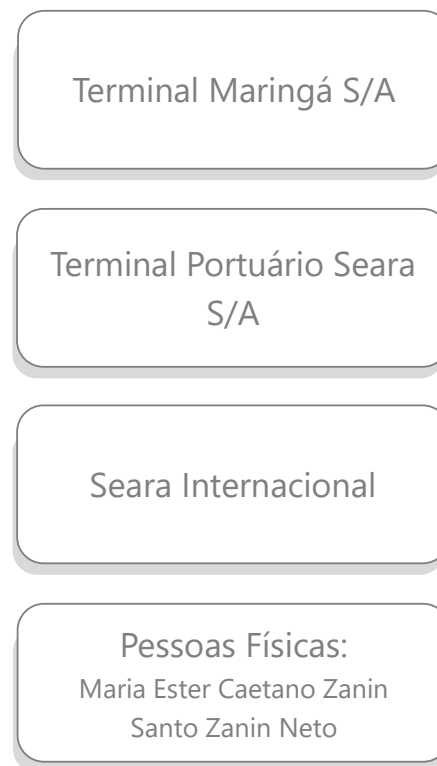 Terminal Maringá S/A
Terminal Portuário Seara
S/A
Seara Internacional
Pessoas Físicas:
Maria Ester Caetano Zanin
Santo Zanin Neto